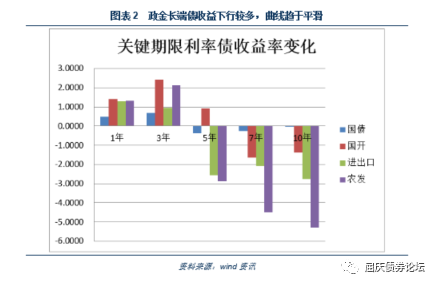 图表 2 政金长端债收益下行较多,曲线趋于平滑
关键期限利率债收益率变化
3.0000
2.0000
1.0000
0.0000
-1.0000
-2.0000
-3.0000
-4.0000
-5.0000
-6.0000
1年 3年 5年 7年 10年
国债
国开
进出口
农发
资料来源:wind 资讯
屈庆债券论坛